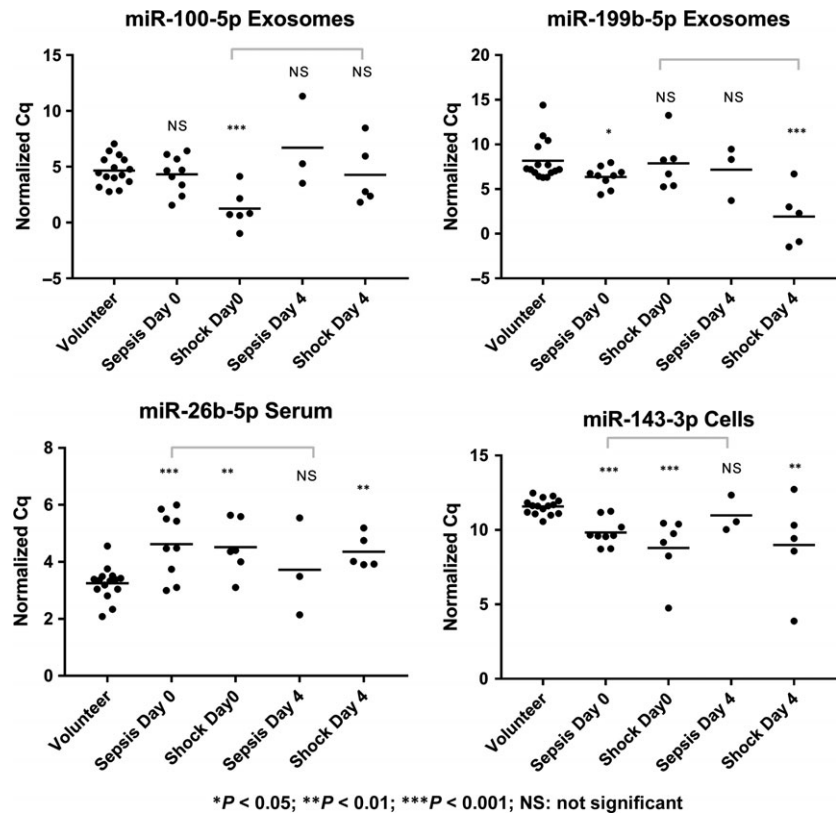 miR-100-5p Exosomes
Normalized Cq
15
10
5
0
–5
NS
***
NS
NS
Volunteer
Sepsis Day 0
Shock Day0
Sepsis Day 4
Shock Day 4
miR-199b-5p Exosomes
Normalized Cq
20
15
10
5
0
–5
*
NS
NS
***
Volunteer
Sepsis Day 0
Shock Day0
Sepsis Day 4
Shock Day 4
miR-26b-5p Serum
Normalized Cq
8
6
4
2
0
***
**
NS
**
Volunteer
Sepsis Day 0
Shock Day0
Sepsis Day 4
Shock Day 4
miR-143-3p Cells
Normalized Cq
15
10
5
0
***
***
NS
**
Volunteer
Sepsis Day 0
Shock Day0
Sepsis Day 4
Shock Day 4
*P < 0.05; **P < 0.01; ***P < 0.001; NS: not significant